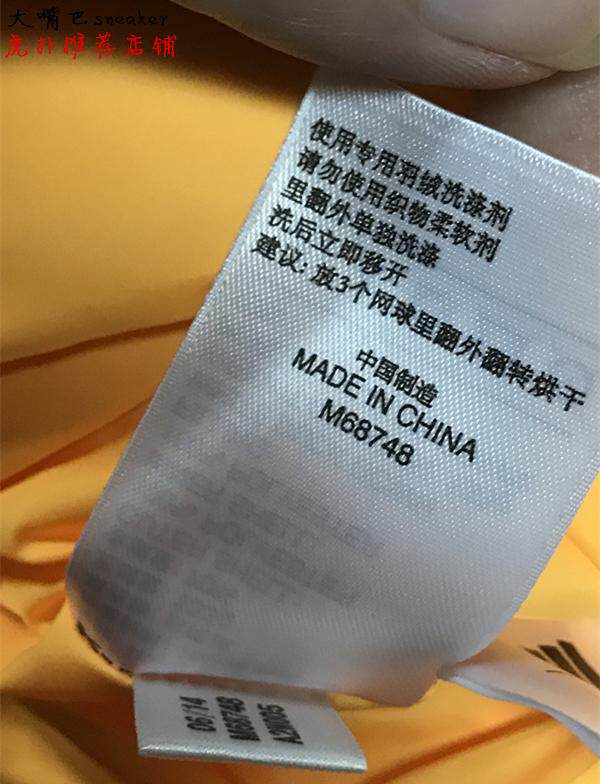 大嘴巴sneaker
虎扑推荐店铺
使用专用羽绒洗涤剂
请勿使用织物柔软剂
里翻外单独洗涤
洗后立即移开
建议: 放3个网球里翻外翻转烘干
中国制造
MADE IN CHINA
M68748
06/14
M68748
A20005